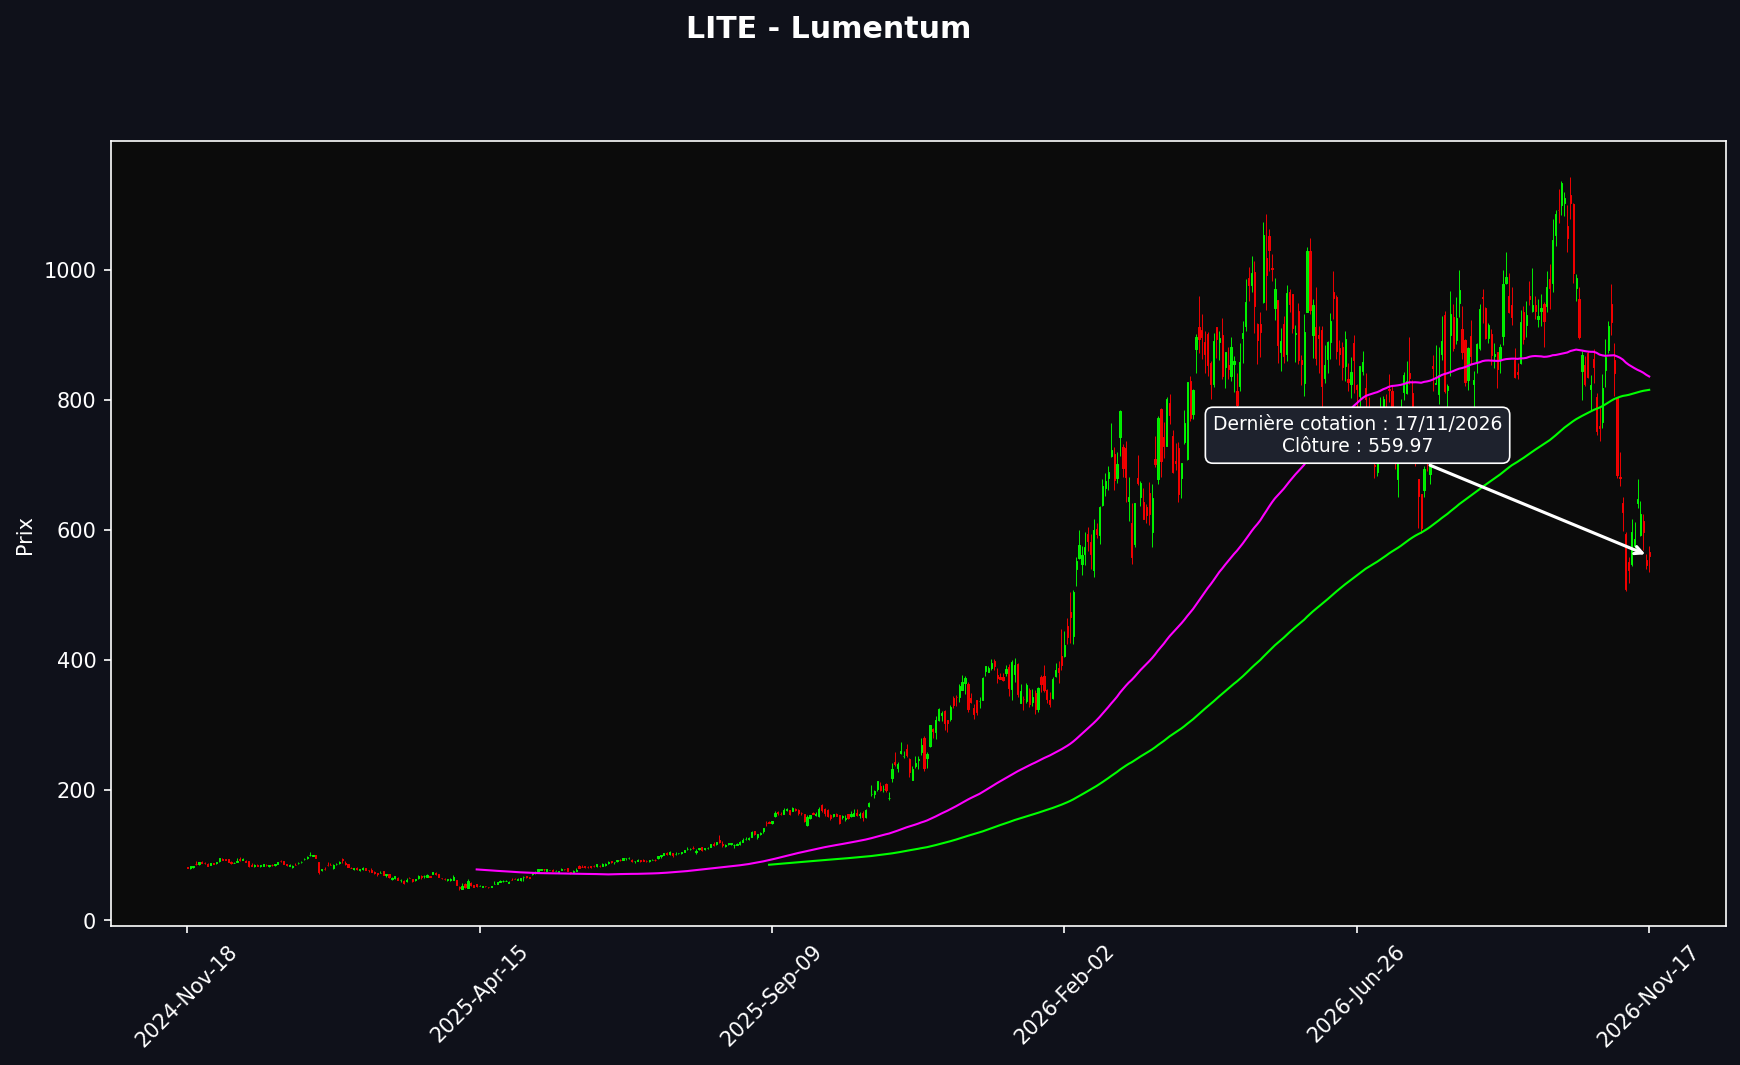 LITE - Lumentum
Prix
1000
800
600
400
200
0
Dernière cotation : 17/11/2026
Clôture : 559.97
2024-Nov-18
2025-Apr-15
2025-Sep-09
2026-Feb-02
2026-Jun-26
2026-Nov-17